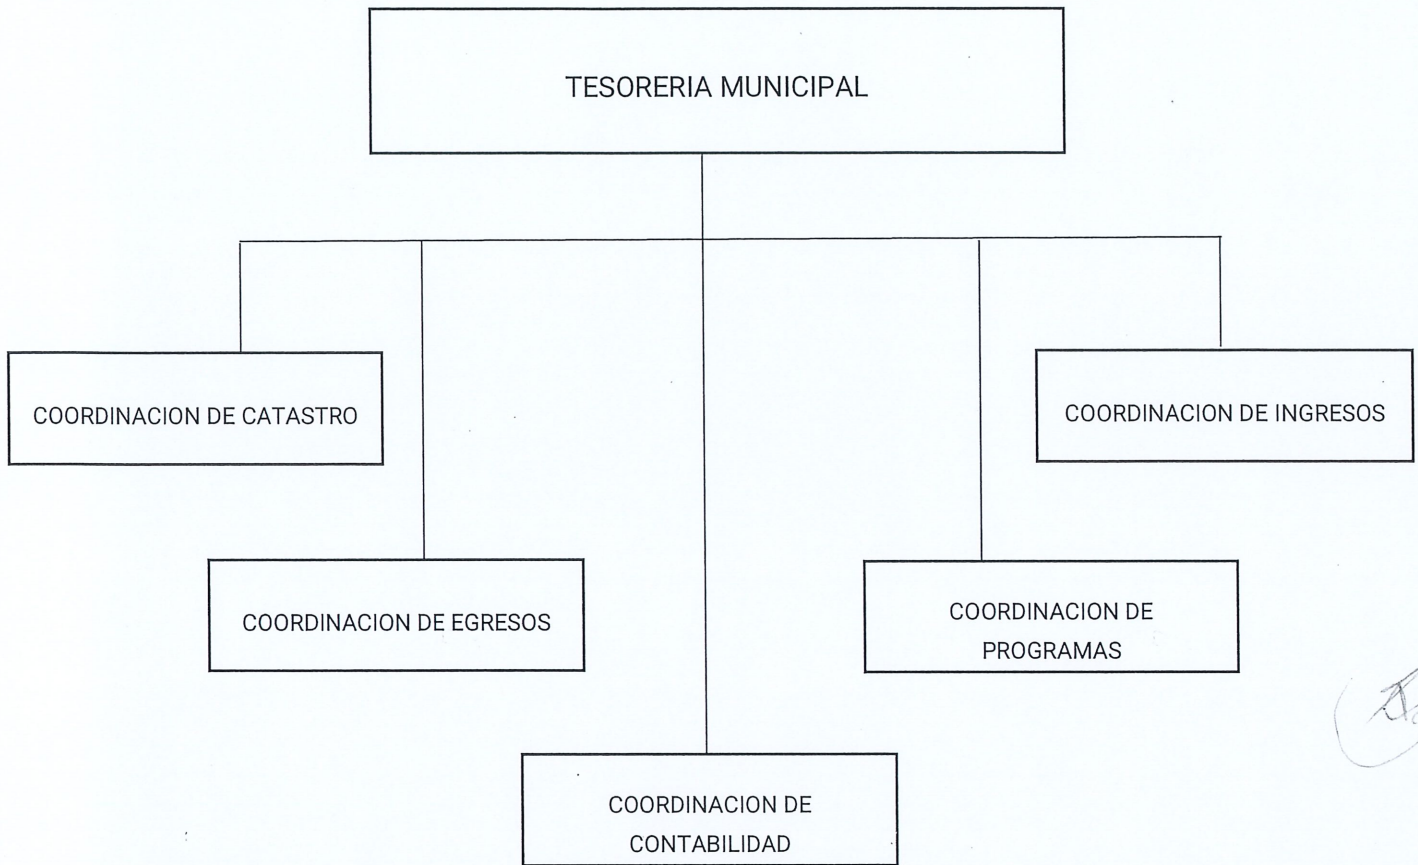 TESORERIA MUNICIPAL
COORDINACION DE CATASTRO
COORDINACION DE INGRESOS
COORDINACION DE EGRESOS
COORDINACION DE
PROGRAMAS
COORDINACION DE
CONTABILIDAD